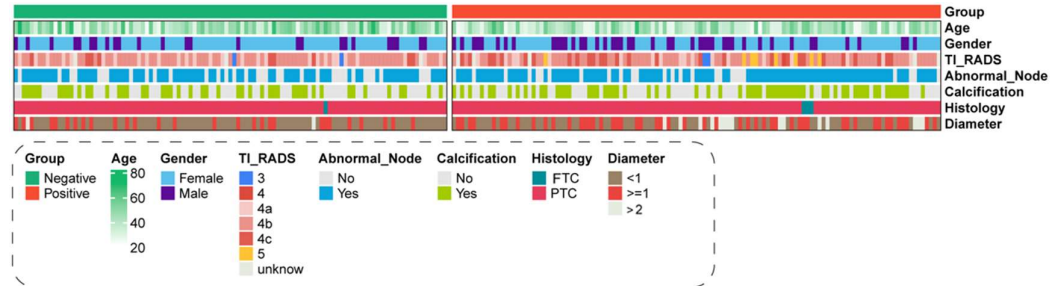 Group
Age
Gender
TI_RADS
Abnormal_Node
Calcification
Histology
Diameter
Group Age Gender TI_RADS Abnormal_Node Calcification Histology Diameter
Negative 80 Female 3 No No FTC <1
Positive Male 4 Yes Yes PTC >=1
60 4a >2
40 4b
4c
20 5
unknow